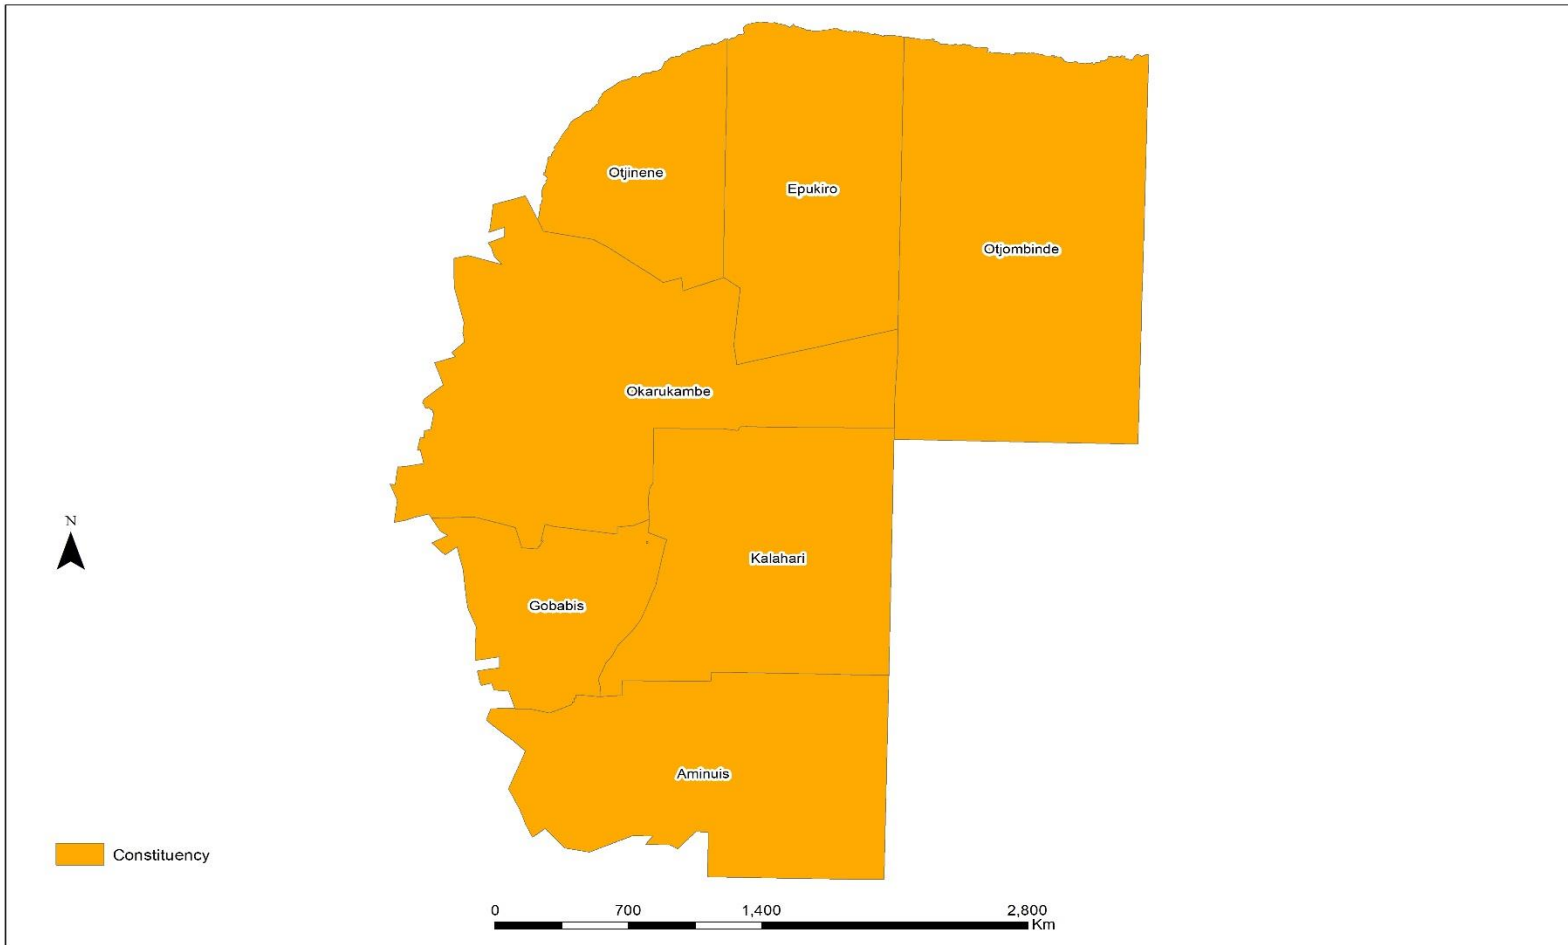 Otjinene
Epukiro
Otjombinde
Okarukambe
N
Kalahari
Gobabis
Aminuis
Constituency
0 700 1,400 2,800
Km